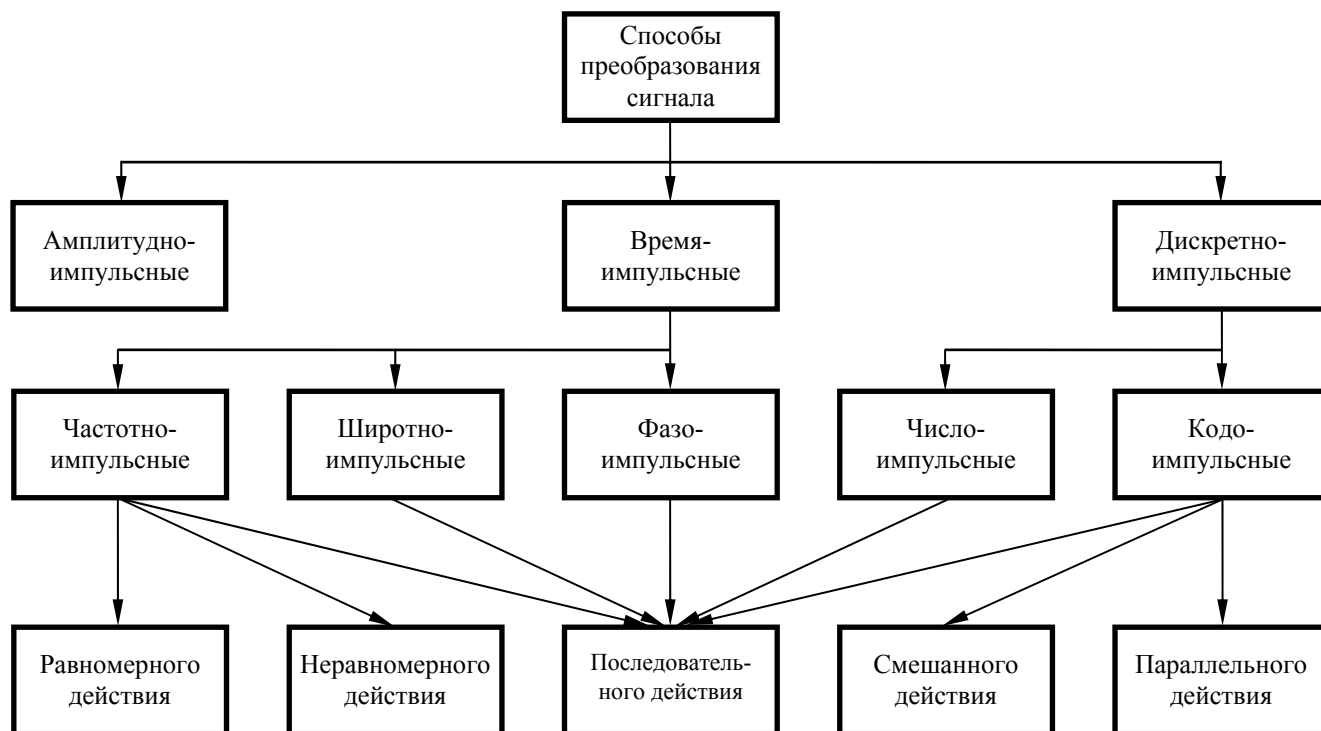 Способы
преобразования
сигнала
Амплитудно-
импульсные
Время-
импульсные
Дискретно-
импульсные
Частотно-
импульсные
Широтно-
импульсные
Фазо-
импульсные
Число-
импульсные
Кодо-
импульсные
Равномерного
действия
Неравномерного
действия
Последователь-
ного действия
Смешанного
действия
Параллельного
действия